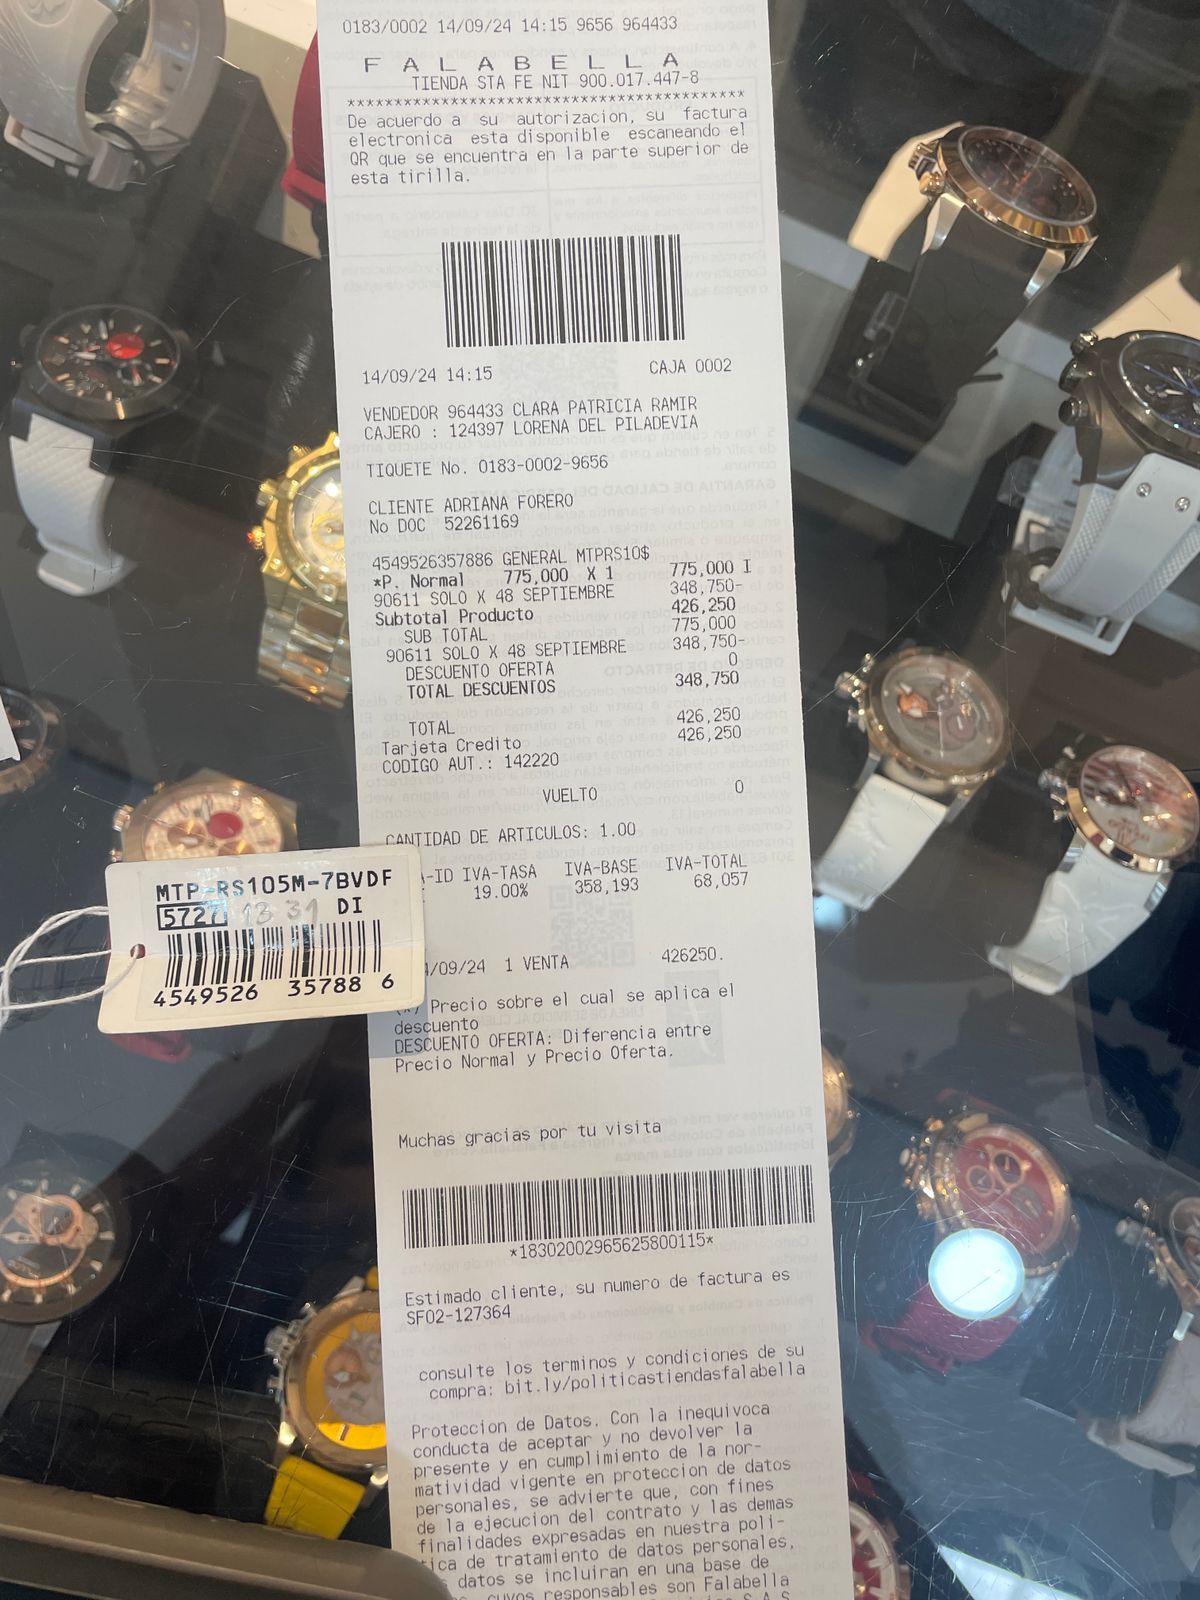 0183/0002 14/09/24 14:15 9656 964433
F A L A B E L L A
TIENDA STA FE NIT 900.017.447-8
******************************************
De acuerdo a su autorizacion, su factura
electronica esta disponible escaneando el
QR que se encuentra en la parte superior de
esta tirilla.
14/09/24 14:15 CAJA 0002
VENDEDOR 964433 CLARA PATRICIA RAMIR
CAJERO : 124397 LORENA DEL PILADEVIA
TIQUETE No. 0183-0002-9656
CLIENTE ADRIANA FORERO
No DOC 52261169
4549526357886 GENERAL MTPRS10$
*P. Normal 775,000 X 1 775,000 I
90611 SOLO X 48 SEPTIEMBRE 348,750-
Subtotal Producto 426,250
SUB TOTAL 775,000
90611 SOLO X 48 SEPTIEMBRE 348,750-
DESCUENTO OFERTA 0
TOTAL DESCUENTOS 348,750
TOTAL 426,250
Tarjeta Credito 426,250
CODIGO AUT.: 142220
VUELTO 0
CANTIDAD DE ARTICULOS: 1.00
A-ID IVA-TASA IVA-BASE IVA-TOTAL
19.00% 358,193 68,057
4/09/24 1 VENTA 426250.
(*) Precio sobre el cual se aplica el
descuento
DESCUENTO OFERTA: Diferencia entre
Precio Normal y Precio Oferta.
Muchas gracias por tu visita
*18302002965625800115*
Estimado cliente, su numero de factura es
SF02-127364
consulte los terminos y condiciones de su
compra: bit.ly/politicastiendasfalabella
Proteccion de Datos. Con la inequivoca
conducta de aceptar y no devolver la
presente y en cumplimiento de la nor-
matividad vigente en proteccion de datos
personales, se advierte que, con fines
de la ejecucion del contrato y las demas
finalidades expresadas en nuestra poli-
tica de tratamiento de datos personales,
datos se incluiran en una base de
cuyos responsables son Falabella
S.A.S
MTP-RS105M-7BVDF
5727 13 31 DI
4549526 35788 6